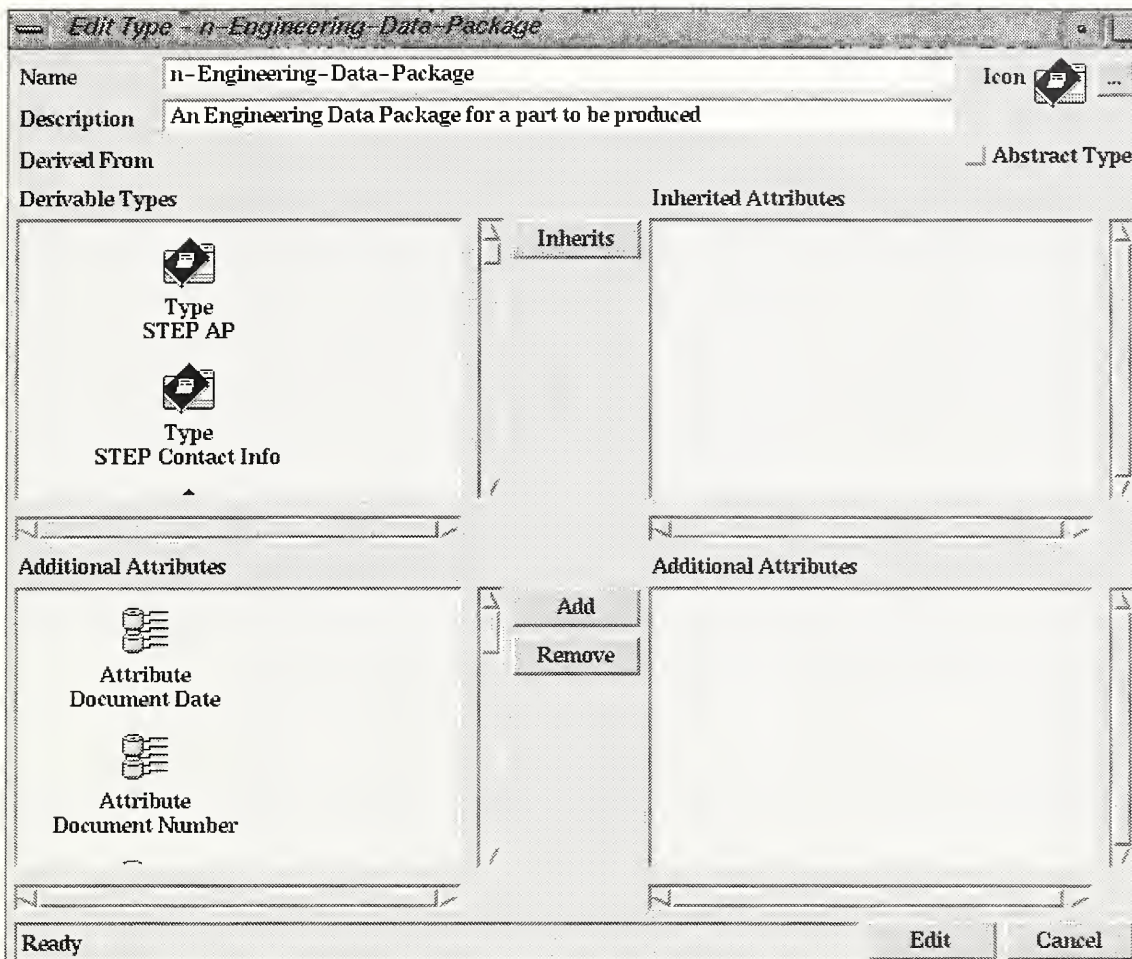 Edit Type - n-Engineering-Data-Package
Name n-Engineering-Data-Package Icon ...
Description An Engineering Data Package for a part to be produced
Derived From Abstract Type
Derivable Types Inherited Attributes
Inherits
Type
STEP AP
Type
STEP Contact Info
Additional Attributes Additional Attributes
Add
Remove
Attribute
Document Date
Attribute
Document Number
Ready Edit Cancel